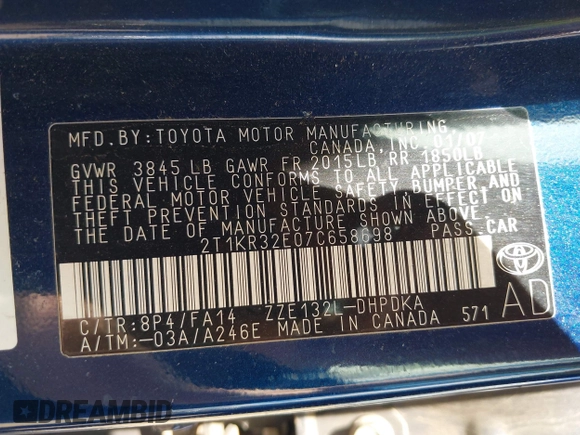 MFD. BY: TOYOTA MOTOR MANUFACTURING
CANADA, INC. 01/07
GVWR 3845 LB GAWR FR 2015LB, RR 1850LB
THIS VEHICLE CONFORMS TO ALL APPLICABLE
FEDERAL MOTOR VEHICLE SAFETY, BUMPER, AND
THEFT PREVENTION STANDARDS IN EFFECT ON
THE DATE OF MANUFACTURE SHOWN ABOVE.
2T1KR32E07C658698 PASS. CAR
C/TR: 8P4/FA14 ZZE132L-DHPDKA
A/TM: -03A/A246E MADE IN CANADA 571
AD
TOYOTA
DREAMBID